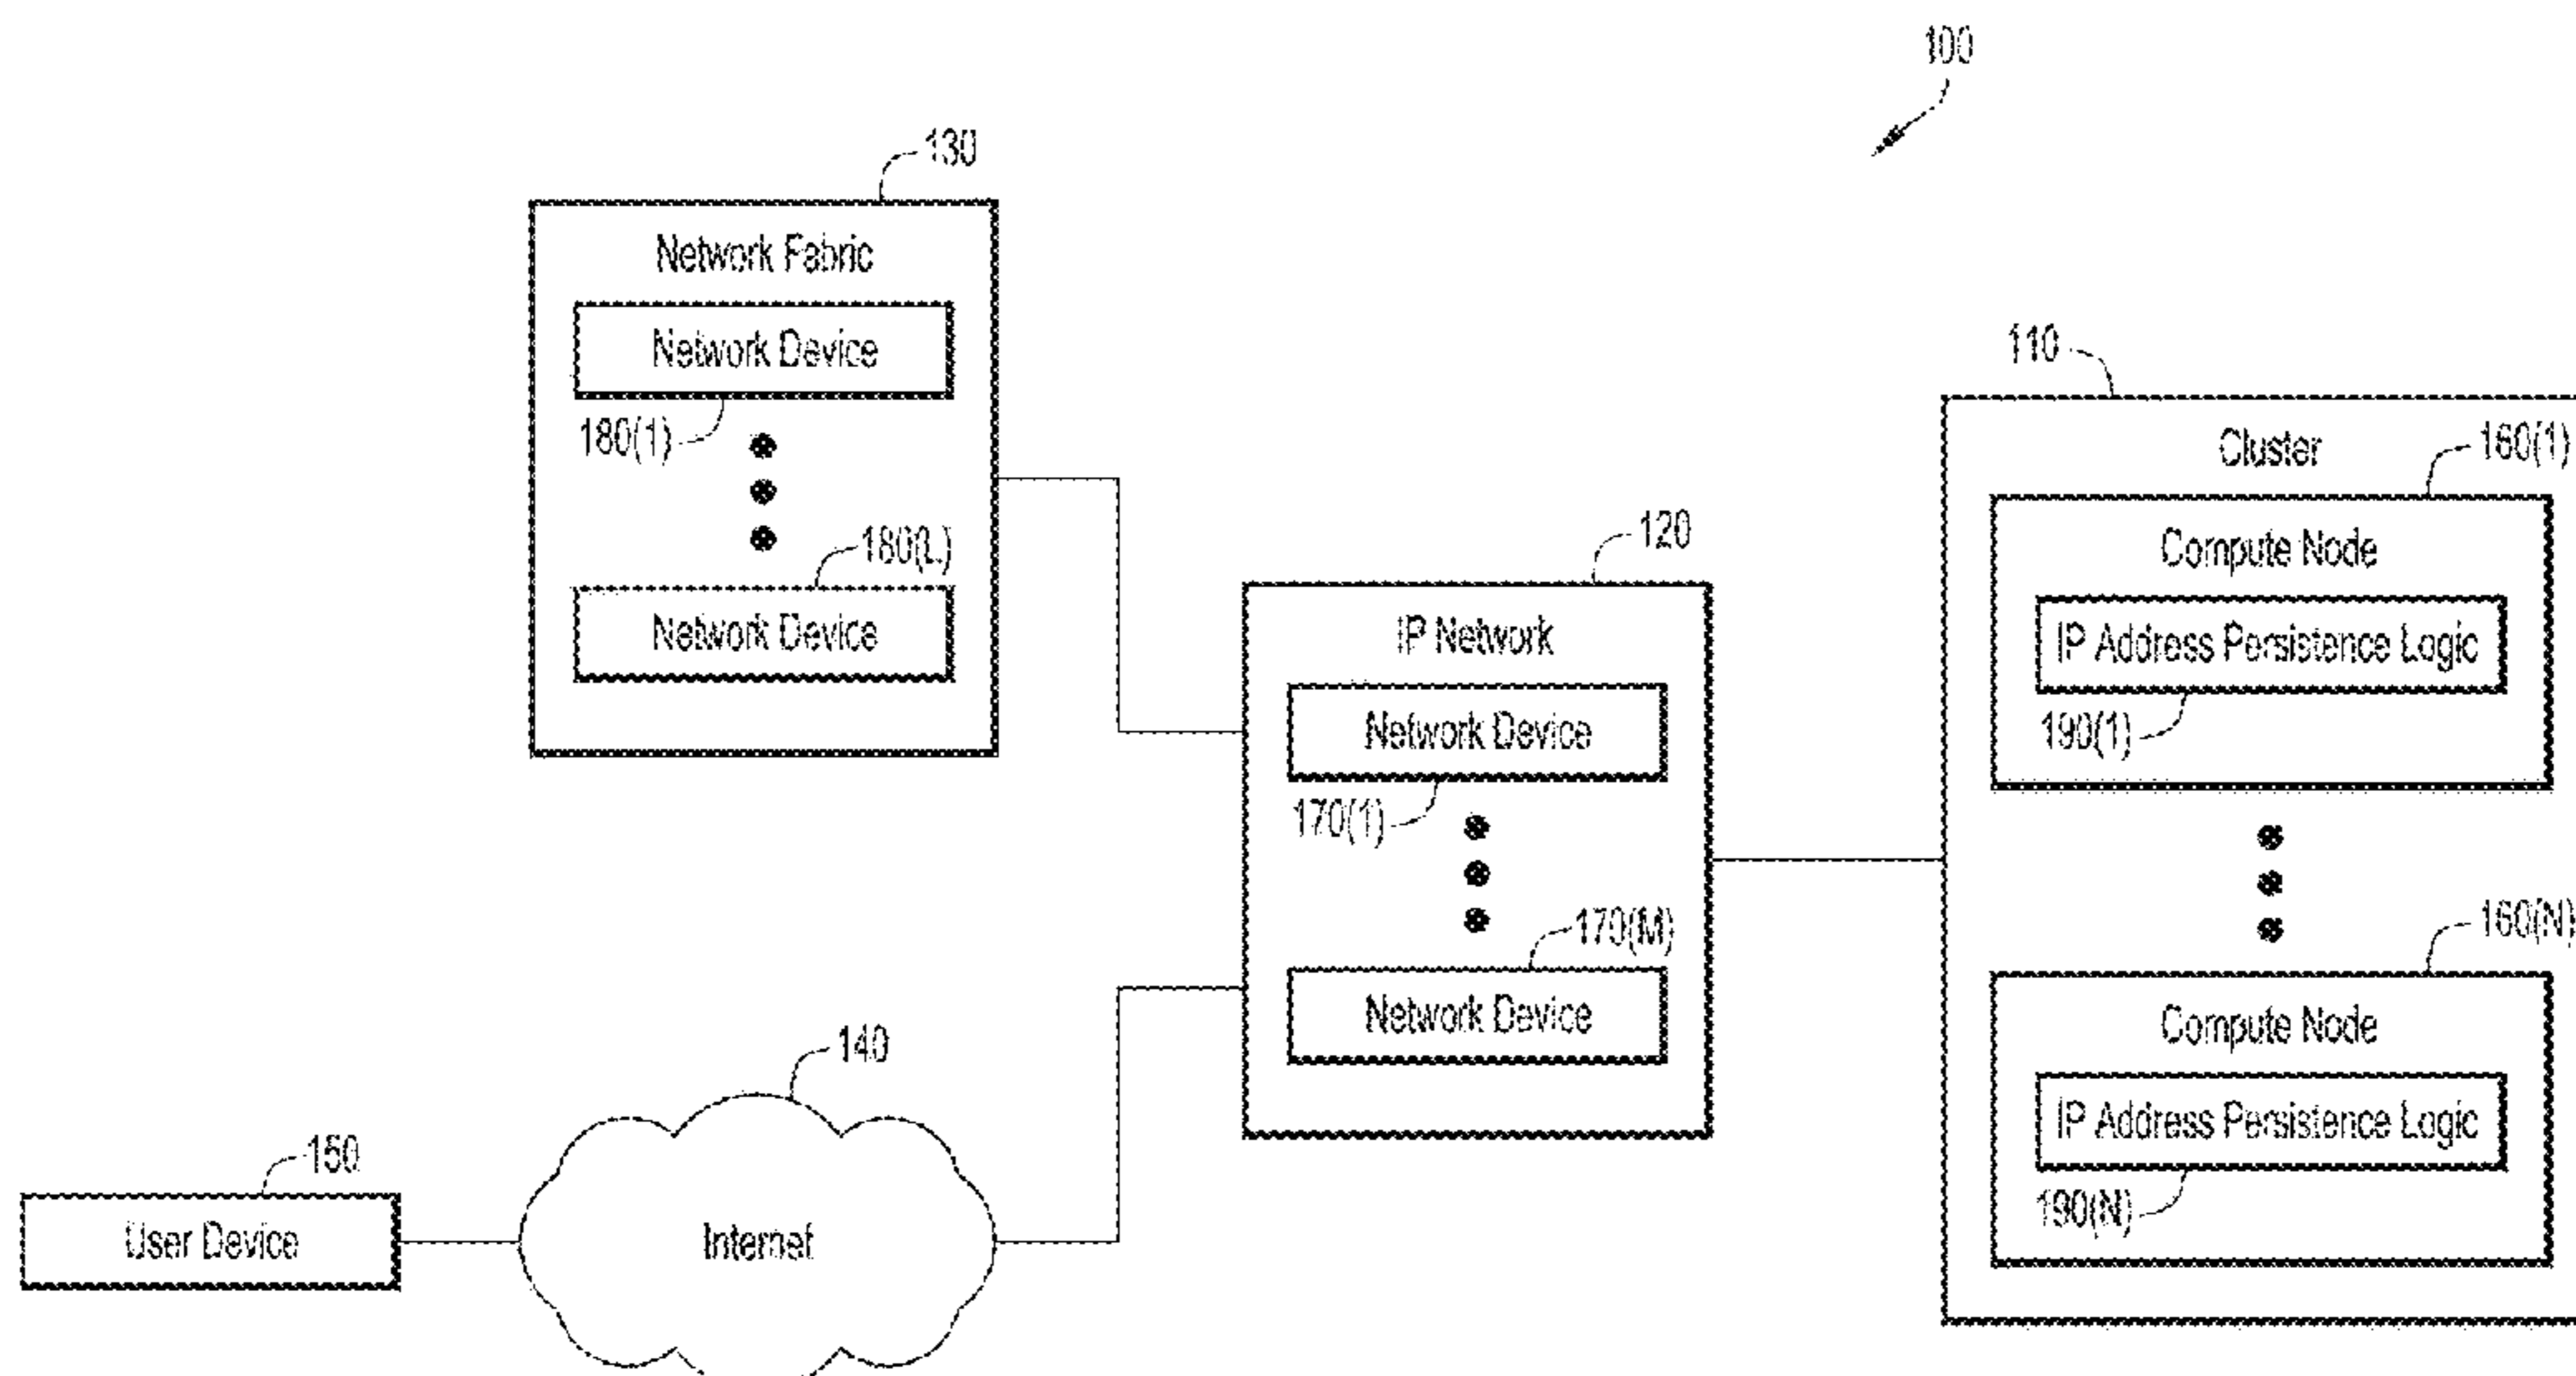 100
130
Network Fabric
Network Device
180(1)
180(L)
Network Device
110
Cluster
160(1)
Compute Node
IP Address Persistence Logic
190(1)
120
IP Network
Network Device
170(1)
170(M)
Network Device
160(N)
Compute Node
IP Address Persistence Logic
190(N)
140
Internet
150
User Device